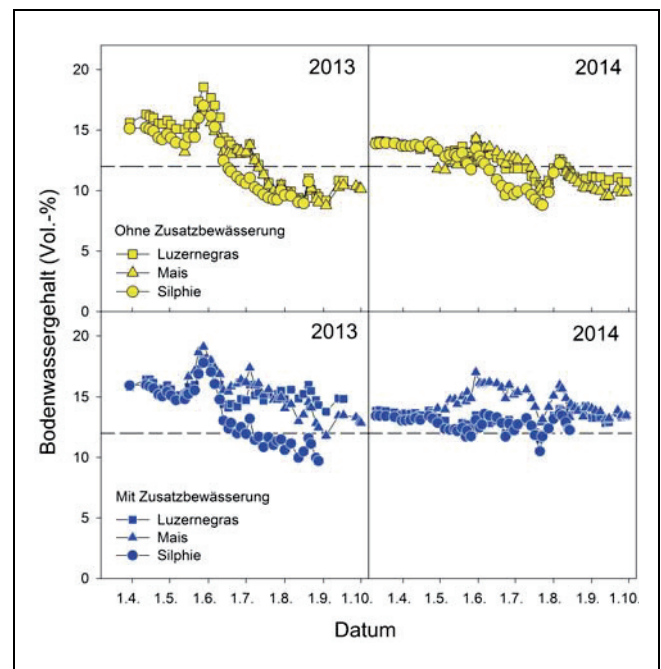 Bodenwassergehalt (Vol.-%)
20
15
10
5
0
2013
2014
Ohne Zusatzbewässerung
Luzernegras
Mais
Silphie
20
15
10
5
0
2013
2014
Mit Zusatzbewässerung
Luzernegras
Mais
Silphie
1.4. 1.5. 1.6. 1.7. 1.8. 1.9. 1.10. 1.4. 1.5. 1.6. 1.7. 1.8. 1.9. 1.10.
Datum